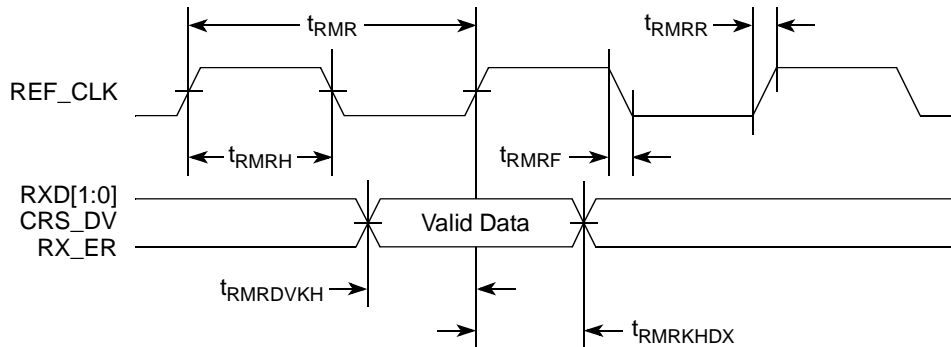 tRMR
tRMRR
REF_CLK
tRMRH
tRMRF
RXD[1:0]
CRS_DV
RX_ER
Valid Data
tRMRDVKH
tRMRKHDX